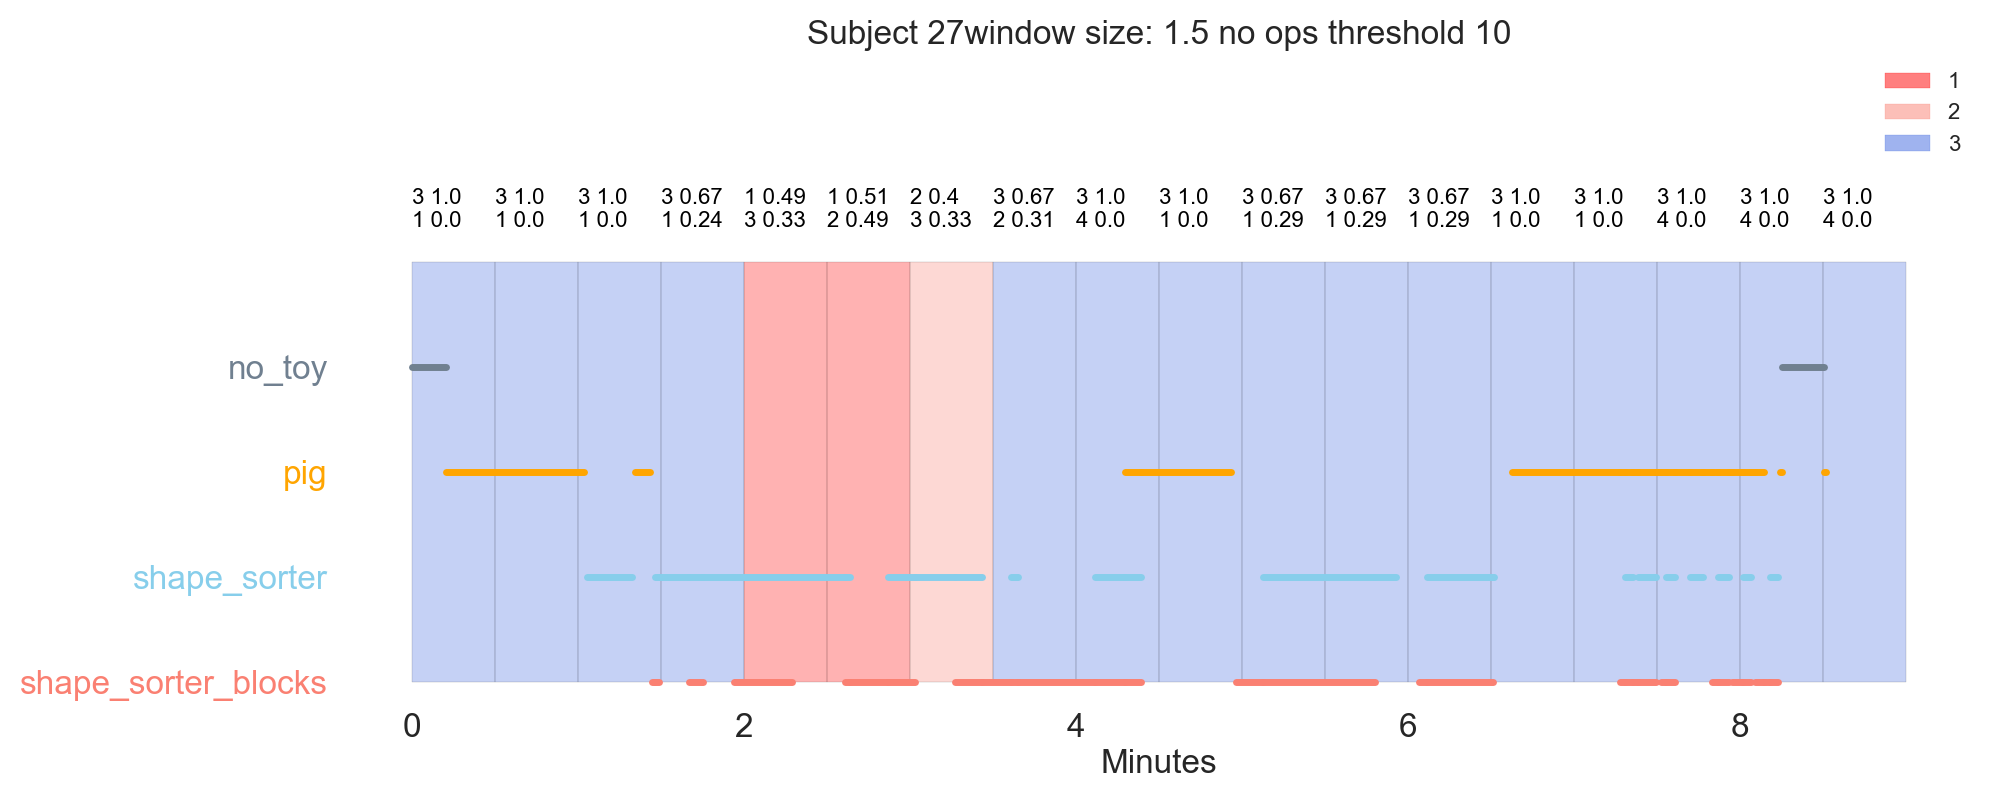 Subject 27window size: 1.5 no ops threshold 10
1
2
3
3 1.0 3 1.0 3 1.0 3 0.67 1 0.49 1 0.51 2 0.4 3 0.67 3 1.0 3 1.0 3 0.67 3 0.67 3 0.67 3 1.0 3 1.0 3 1.0 3 1.0 3 1.0
1 0.0 1 0.0 1 0.0 1 0.24 3 0.33 2 0.49 3 0.33 2 0.31 4 0.0 1 0.0 1 0.29 1 0.29 1 0.29 1 0.0 1 0.0 4 0.0 4 0.0 4 0.0
no_toy
pig
shape_sorter
shape_sorter_blocks
0 2 4 6 8
Minutes